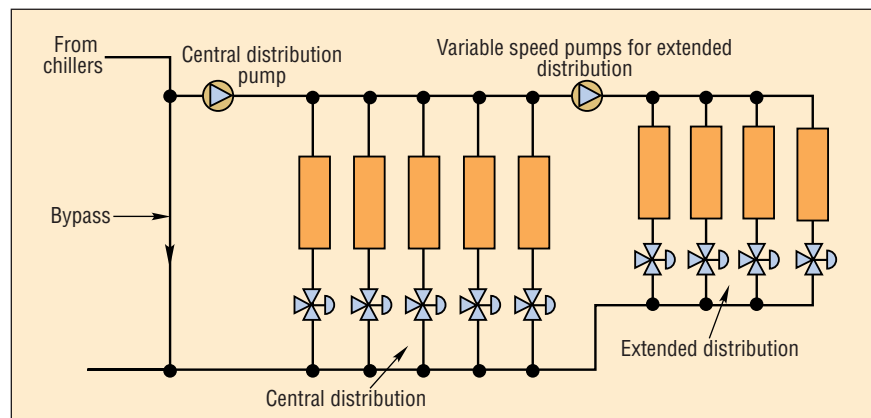 From
chillers
Central distribution
pump
Variable speed pumps for extended
distribution
Bypass
Extended distribution
Central distribution